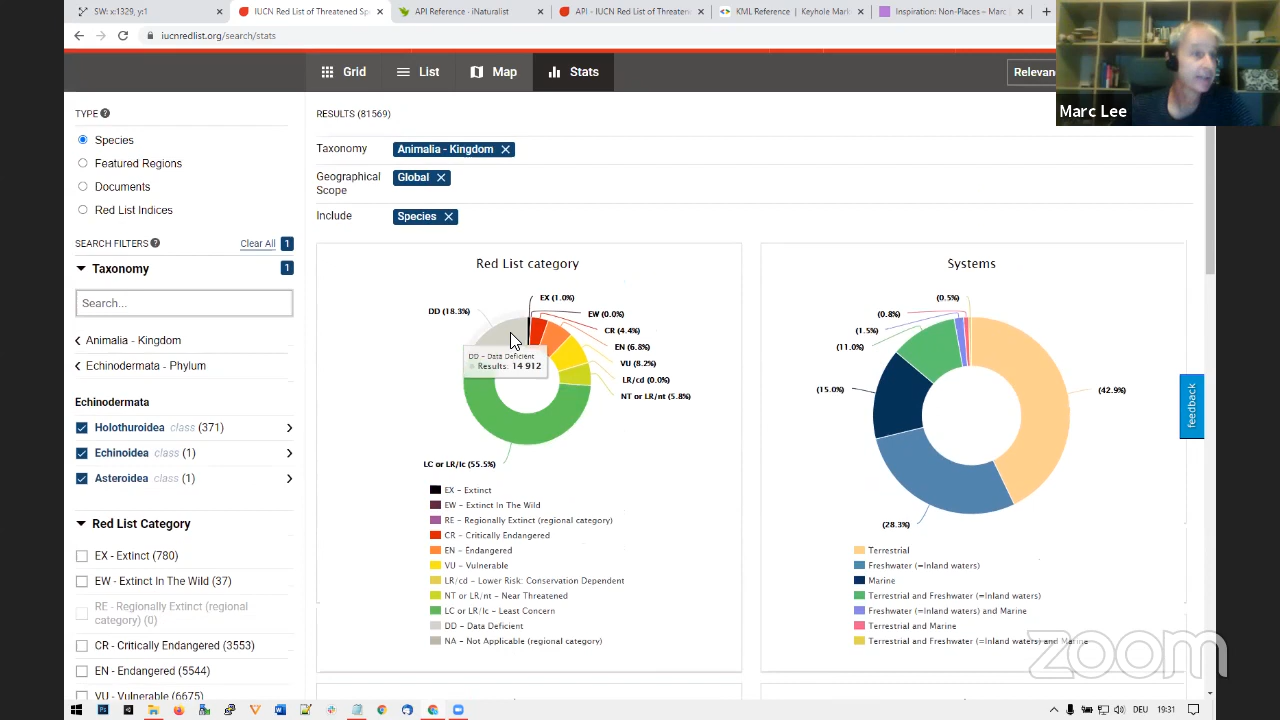 SW: x:1329, y:1
IUCN Red List of Threatened Sp
API Reference · iNaturalist
API - IUCN Red List of Threatene
KML Reference | Keyhole Mark
Inspiration: Non-Places – Marc L
iucnredlist.org/search/stats
Grid
List
Map
Stats
Relevan
Marc Lee
TYPE
Species
Featured Regions
Documents
Red List Indices
SEARCH FILTERS
Clear All 1
Taxonomy 1
Search...
Animalia - Kingdom
Echinodermata - Phylum
Echinodermata
Holothuroidea class (371)
Echinoidea class (1)
Asteroidea class (1)
Red List Category
EX - Extinct (780)
EW - Extinct In The Wild (37)
RE - Regionally Extinct (regional
category) (0)
CR - Critically Endangered (3553)
EN - Endangered (5544)
VU - Vulnerable (6675)
RESULTS (81569)
Taxonomy
Animalia - Kingdom
Geographical
Scope
Global
Include
Species
Red List category
EX (1.0%)
DD (18.3%)
EW (0.0%)
CR (4.4%)
EN (6.8%)
VU (8.2%)
LR/cd (0.0%)
NT or LR/nt (5.8%)
DD - Data Deficient
Results: 14 912
LC or LR/lc (55.5%)
EX - Extinct
EW - Extinct In The Wild
RE - Regionally Extinct (regional category)
CR - Critically Endangered
EN - Endangered
VU - Vulnerable
LR/cd - Lower Risk: Conservation Dependent
NT or LR/nt - Near Threatened
LC or LR/lc - Least Concern
DD - Data Deficient
NA - Not Applicable (regional category)
Systems
(0.5%)
(0.8%)
(1.5%)
(11.0%)
(15.0%)
(42.9%)
(28.3%)
Terrestrial
Freshwater (=Inland waters)
Marine
Terrestrial and Freshwater (=Inland waters)
Freshwater (=Inland waters) and Marine
Terrestrial and Marine
Terrestrial and Freshwater (=Inland waters) and Marine
feedback
zoom
DEU
19:31